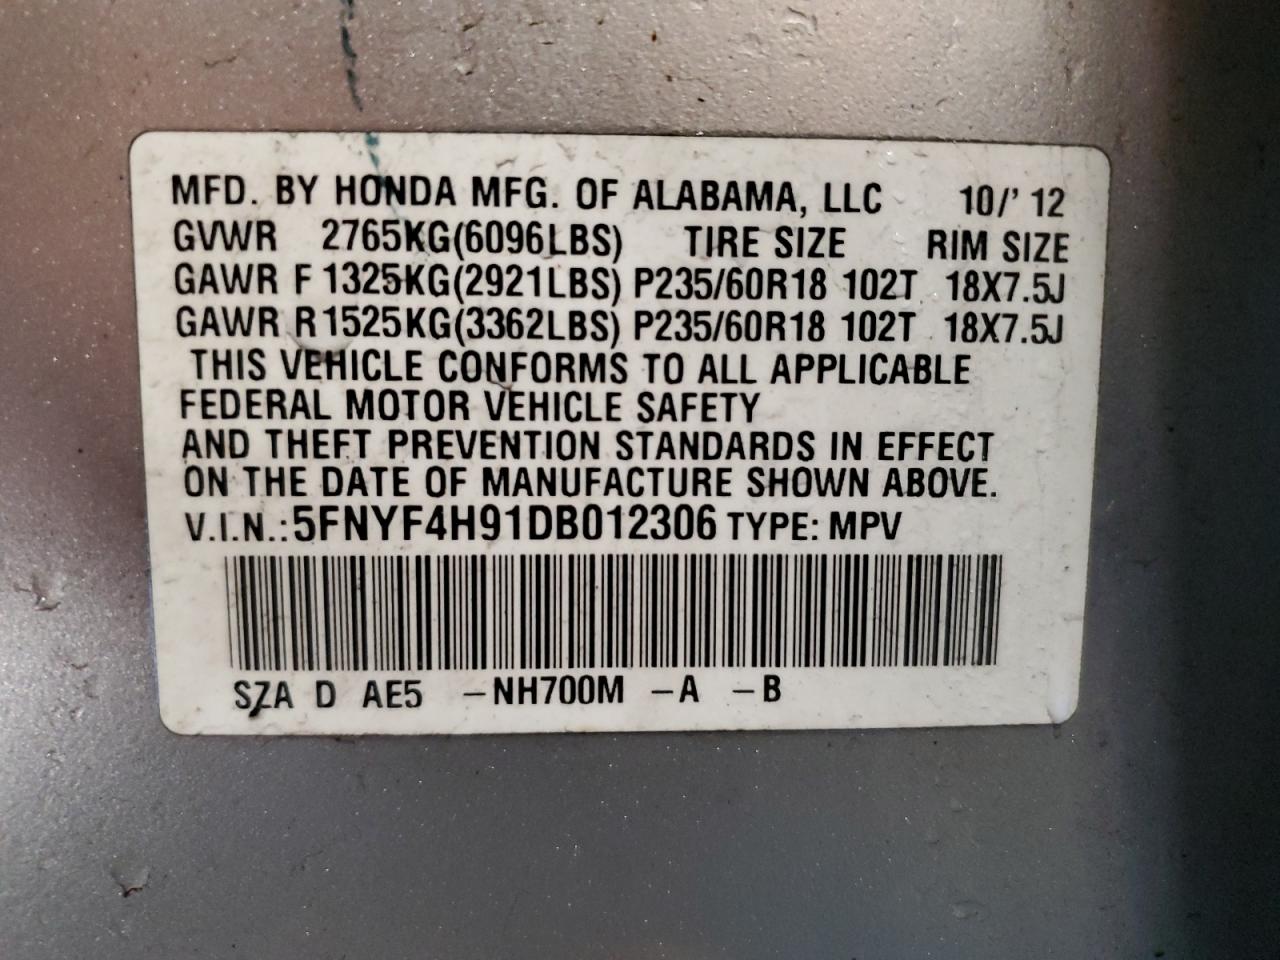 MFD. BY HONDA MFG. OF ALABAMA, LLC 10/' 12
GVWR 2765KG(6096LBS) TIRE SIZE RIM SIZE
GAWR F 1325KG(2921LBS) P235/60R18 102T 18X7.5J
GAWR R1525KG(3362LBS) P235/60R18 102T 18X7.5J
THIS VEHICLE CONFORMS TO ALL APPLICABLE
FEDERAL MOTOR VEHICLE SAFETY
AND THEFT PREVENTION STANDARDS IN EFFECT
ON THE DATE OF MANUFACTURE SHOWN ABOVE.
V.I.N.: 5FNYF4H91DB012306 TYPE: MPV
SZA D AE5 -NH700M -A -B